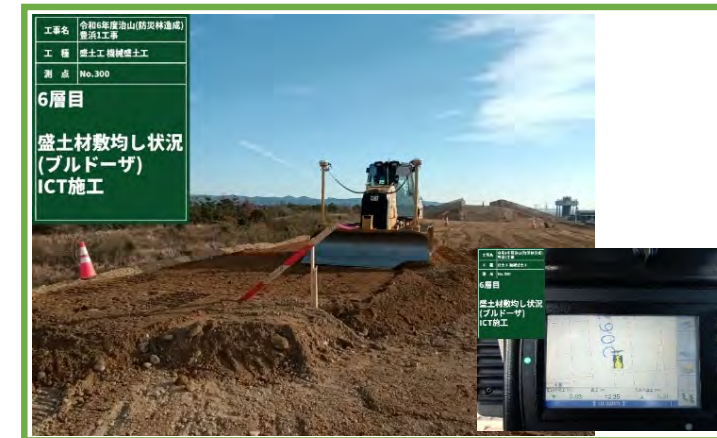 工事名 令和6年度治山(防災林造成)
豊浜1工事
工 種 盛土工 機械盛土工
測 点 No.300
6層目
盛土材敷均し状況
(ブルドーザ)
ICT施工
CAT
6層目
盛土材敷均し状況
(ブルドーザ)
ICT施工